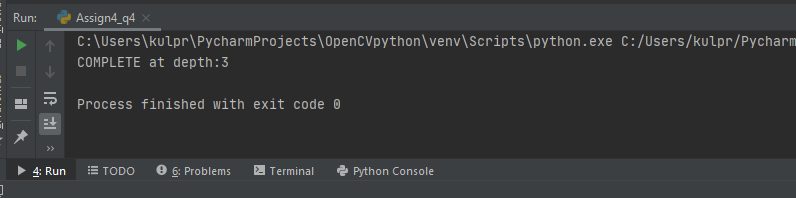 Run: Assign4_q4 ×
C:\Users\kulpr\PycharmProjects\OpenCVpython\venv\Scripts\python.exe C:/Users/kulpr/Pycharm
COMPLETE at depth:3
Process finished with exit code 0
4: Run TODO 6: Problems Terminal Python Console